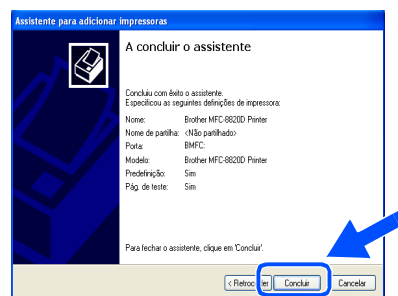 Assistente para adicionar impressoras
A concluir o assistente
Concluiu com êxito o assistente.
Especificou as seguintes definições de impressora:
Nome: Brother MFC-8820D Printer
Nome de partilha: <Não partilhado>
Porta: BMFC:
Modelo: Brother MFC-8820D Printer
Predefinição: Sim
Pág. de teste: Sim
Para fechar o assistente, clique em 'Concluir'.
Concluir Cancelar